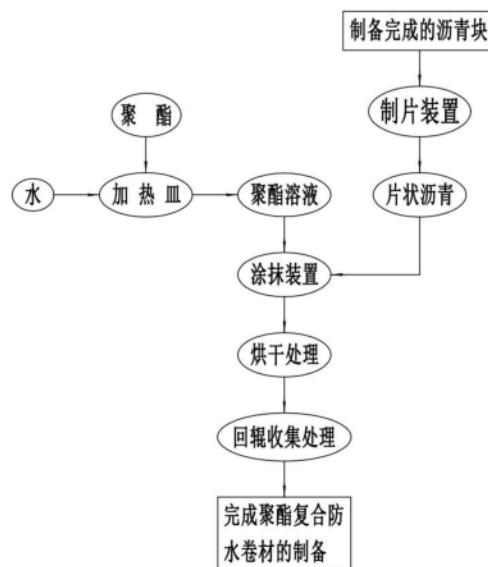 制备完成的沥青块
聚 酯
制片装置
水
加 热 皿
聚酯溶液
片状沥青
涂抹装置
烘干处理
回辊收集处理
完成聚酯复合防
水卷材的制备